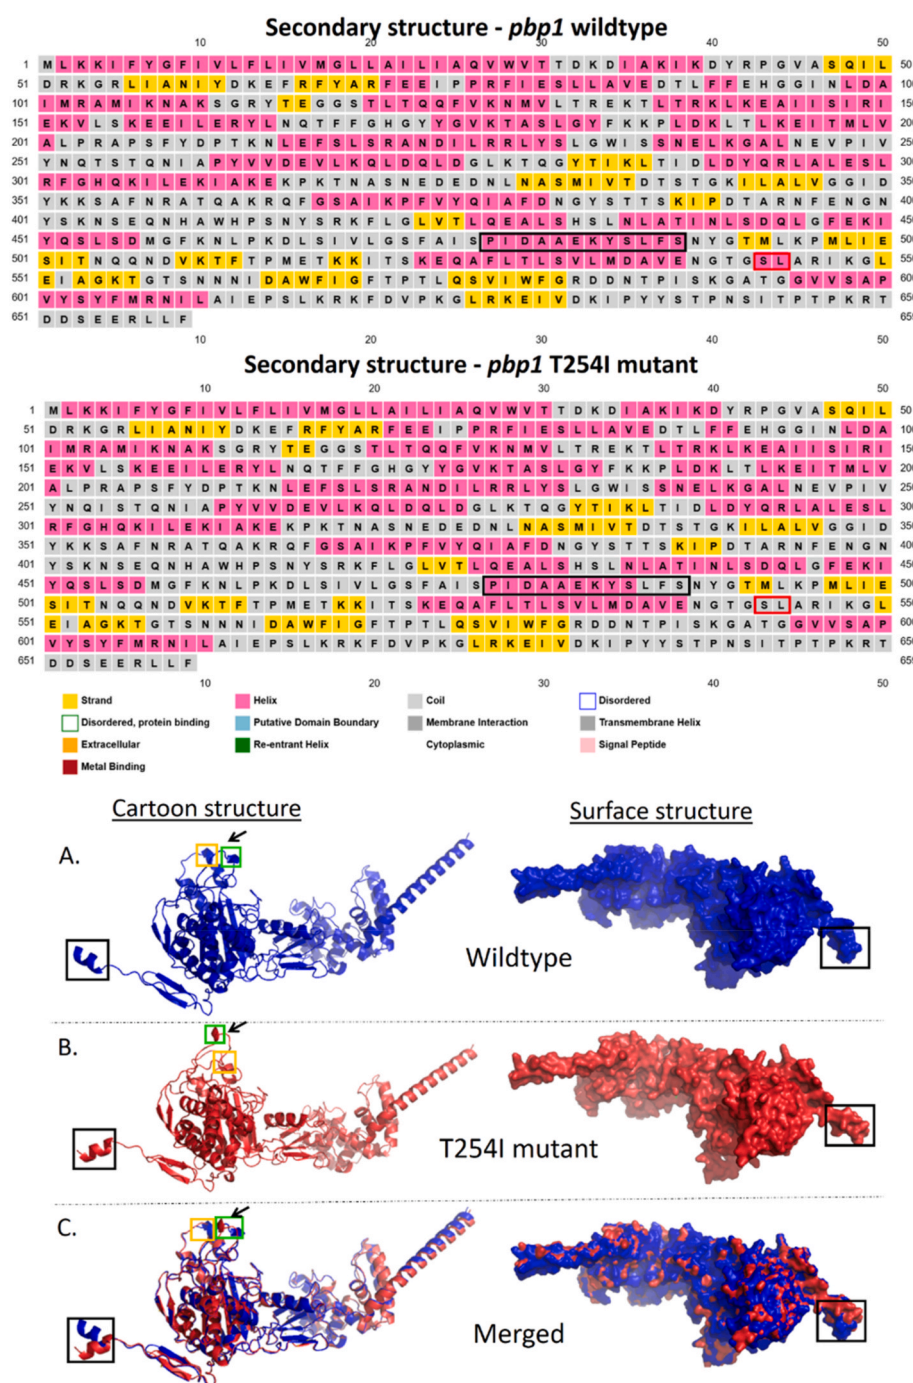 Secondary structure - pbp1 wildtype
10 20 30 40 50
1 M L K K I F Y G F I V L F L I V M G L L A I L I A Q V W V T T D K D I A K I K D Y R P G V A S Q I L 50
51 D R K G R L I A N I Y D K E F R F Y A R F E E I P P R F I E S L L A V E D T L F F E H G G I N L D A 100
101 I M R A M I K N A K S G R Y T E G G S T L T Q Q F V K N M V L T R E K T L T R K L K E A I I S I R I 150
151 E K V L S K E E I L E R Y L N Q T F F G H G Y Y G V K T A S L G Y F K K P L D K L T L K E I T M L V 200
201 A L P R A P S F Y D P T K N L E F S L S R A N D I L R R L Y S L G W I S S N E L K G A L N E V P I V 250
251 Y N Q T S T Q N I A P Y V V D E V L K Q L D Q L D G L K T Q G Y T I K L T I D L D Y Q R L A L E S L 300
301 R F G H Q K I L E K I A K E K P K T N A S N E D E D N L N A S M I V T D T S T G K I L A L V G G I D 350
351 Y K K S A F N R A T Q A K R Q F G S A I K P F V Y Q I A F D N G Y S T T S K I P D T A R N F E N G N 400
401 Y S K N S E Q N H A W H P S N Y S R K F L G L V T L Q E A L S H S L N L A T I N L S D Q L G F E K I 450
451 Y Q S L S D M G F K N L P K D L S I V L G S F A I S P I D A A E K Y S L F S N Y G T M L K P M L I E 500
501 S I T N Q Q N D V K T F T P M E T K K I T S K E Q A F L T L S V L M D A V E N G T G S L A R I K G L 550
551 E I A G K T G T S N N N I D A W F I G F T P T L Q S V I W F G R D D N T P I S K G A T G G V V S A P 600
601 V Y S Y F M R N I L A I E P S L K R K F D V P K G L R K E I V D K I P Y Y S T P N S I T P T P K R T 650
651 D D S E E R L L F 659
10 20 30 40 50
Secondary structure - pbp1 T254I mutant
10 20 30 40 50
1 M L K K I F Y G F I V L F L I V M G L L A I L I A Q V W V T T D K D I A K I K D Y R P G V A S Q I L 50
51 D R K G R L I A N I Y D K E F R F Y A R F E E I P P R F I E S L L A V E D T L F F E H G G I N L D A 100
101 I M R A M I K N A K S G R Y T E G G S T L T Q Q F V K N M V L T R E K T L T R K L K E A I I S I R I 150
151 E K V L S K E E I L E R Y L N Q T F F G H G Y Y G V K T A S L G Y F K K P L D K L T L K E I T M L V 200
201 A L P R A P S F Y D P T K N L E F S L S R A N D I L R R L Y S L G W I S S N E L K G A L N E V P I V 250
251 Y N Q I S T Q N I A P Y V V D E V L K Q L D Q L D G L K T Q G Y T I K L T I D L D Y Q R L A L E S L 300
301 R F G H Q K I L E K I A K E K P K T N A S N E D E D N L N A S M I V T D T S T G K I L A L V G G I D 350
351 Y K K S A F N R A T Q A K R Q F G S A I K P F V Y Q I A F D N G Y S T T S K I P D T A R N F E N G N 400
401 Y S K N S E Q N H A W H P S N Y S R K F L G L V T L Q E A L S H S L N L A T I N L S D Q L G F E K I 450
451 Y Q S L S D M G F K N L P K D L S I V L G S F A I S P I D A A E K Y S L F S N Y G T M L K P M L I E 500
501 S I T N Q Q N D V K T F T P M E T K K I T S K E Q A F L T L S V L M D A V E N G T G S L A R I K G L 550
551 E I A G K T G T S N N N I D A W F I G F T P T L Q S V I W F G R D D N T P I S K G A T G G V V S A P 600
601 V Y S Y F M R N I L A I E P S L K R K F D V P K G L R K E I V D K I P Y Y S T P N S I T P T P K R T 650
651 D D S E E R L L F 659
10 20 30 40 50
Strand Helix Coil Disordered
Disordered, protein binding Putative Domain Boundary Membrane Interaction Transmembrane Helix
Extracellular Re-entrant Helix Cytoplasmic Signal Peptide
Metal Binding
Cartoon structure Surface structure
A.
Wildtype
B.
T254I mutant
C.
Merged